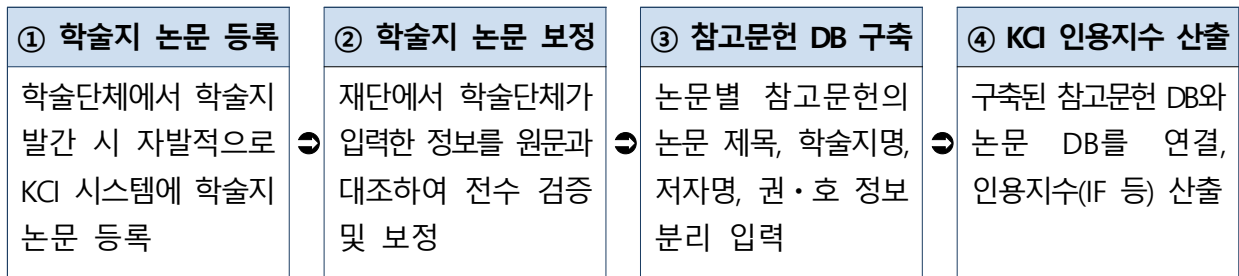 ① 학술지 논문 등록
학술단체에서 학술지
발간 시 자발적으로
KCI 시스템에 학술지
논문 등록
➲
② 학술지 논문 보정
재단에서 학술단체가
입력한 정보를 원문과
대조하여 전수 검증
및 보정
➲
③ 참고문헌 DB 구축
논문별 참고문헌의
논문 제목, 학술지명,
저자명, 권・호 정보
분리 입력
➲
④ KCI 인용지수 산출
구축된 참고문헌 DB와
논문 DB를 연결,
인용지수(IF 등) 산출